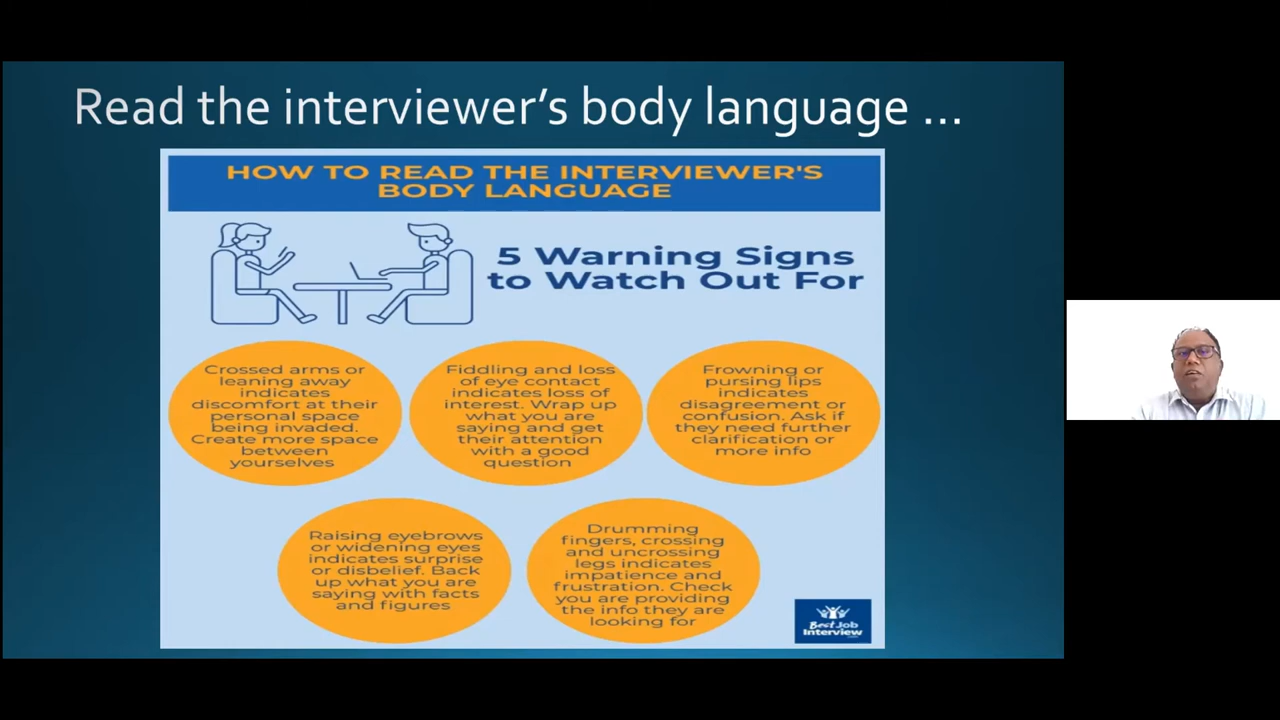 Read the interviewer’s body language ...
HOW TO READ THE INTERVIEWER'S
BODY LANGUAGE
5 Warning Signs
to Watch Out For
Crossed arms or
leaning away
indicates
discomfort at their
personal space
being invaded.
Create more space
between
yourselves
Fiddling and loss
of eye contact
indicates loss of
interest. Wrap up
what you are
saying and get
their attention
with a good
question
Frowning or
pursing lips
indicates
disagreement or
confusion. Ask if
they need further
clarification or
more info
Raising eyebrows
or widening eyes
indicates surprise
or disbelief. Back
up what you are
saying with facts
and figures
Drumming
fingers, crossing
and uncrossing
legs indicates
impatience and
frustration. Check
you are providing
the info they are
looking for
Best Job
Interview